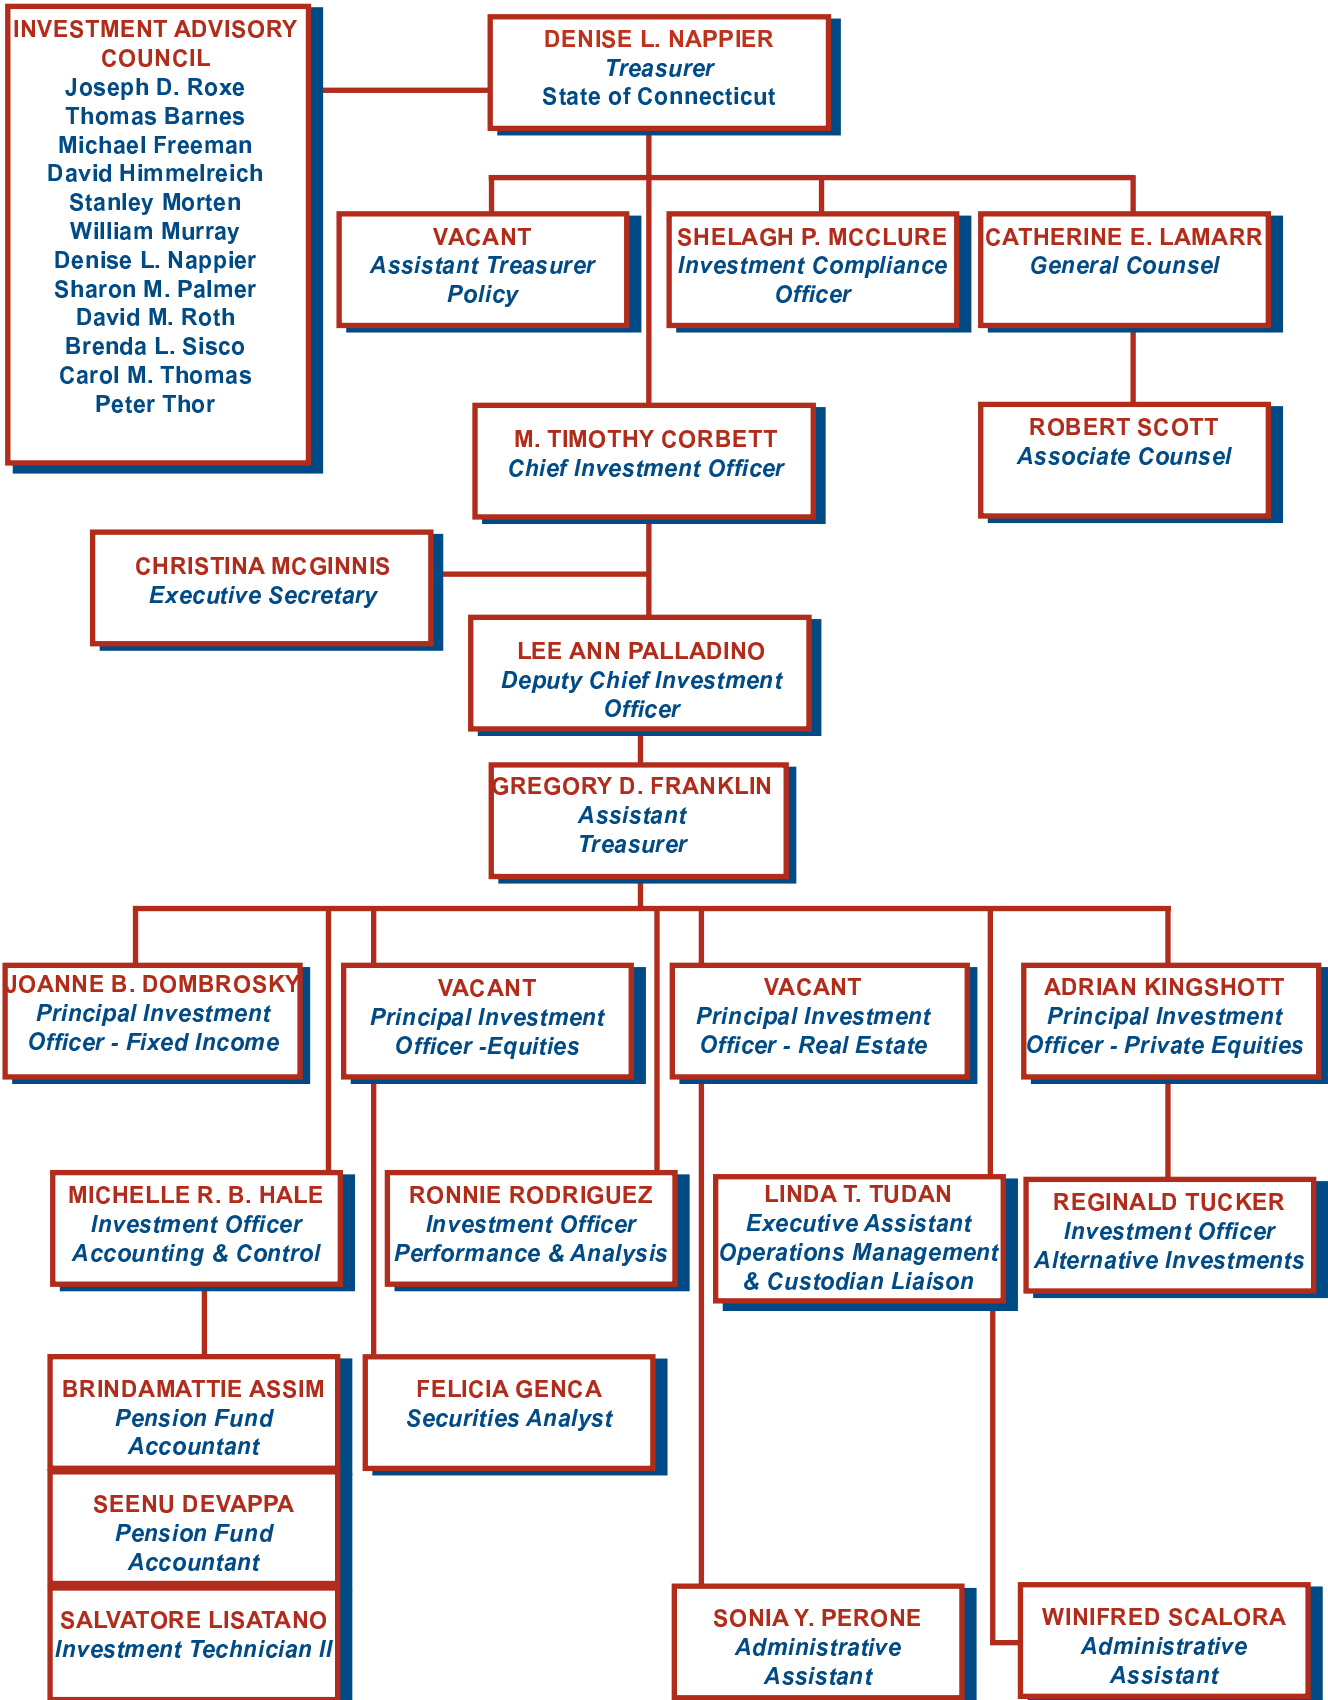 INVESTMENT ADVISORY
COUNCIL
Joseph D. Roxe
Thomas Barnes
Michael Freeman
David Himmelreich
Stanley Morten
William Murray
Denise L. Nappier
Sharon M. Palmer
David M. Roth
Brenda L. Sisco
Carol M. Thomas
Peter Thor
DENISE L. NAPPIER
Treasurer
State of Connecticut
VACANT
Assistant Treasurer
Policy
SHELAGH P. MCCLURE
Investment Compliance
Officer
CATHERINE E. LAMARR
General Counsel
M. TIMOTHY CORBETT
Chief Investment Officer
ROBERT SCOTT
Associate Counsel
CHRISTINA MCGINNIS
Executive Secretary
LEE ANN PALLADINO
Deputy Chief Investment
Officer
GREGORY D. FRANKLIN
Assistant
Treasurer
JOANNE B. DOMBROSKY
Principal Investment
Officer - Fixed Income
VACANT
Principal Investment
Officer -Equities
VACANT
Principal Investment
Officer - Real Estate
ADRIAN KINGSHOTT
Principal Investment
Officer - Private Equities
MICHELLE R. B. HALE
Investment Officer
Accounting & Control
RONNIE RODRIGUEZ
Investment Officer
Performance & Analysis
LINDA T. TUDAN
Executive Assistant
Operations Management
& Custodian Liaison
REGINALD TUCKER
Investment Officer
Alternative Investments
BRINDAMATTIE ASSIM
Pension Fund
Accountant
FELICIA GENCA
Securities Analyst
SEENU DEVAPPA
Pension Fund
Accountant
SALVATORE LISATANO
Investment Technician II
SONIA Y. PERONE
Administrative
Assistant
WINIFRED SCALORA
Administrative
Assistant